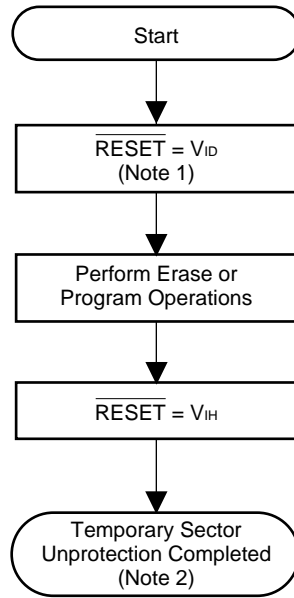 Start
RESET = VID
(Note 1)
Perform Erase or
Program Operations
RESET = VIH
Temporary Sector
Unprotection Completed
(Note 2)